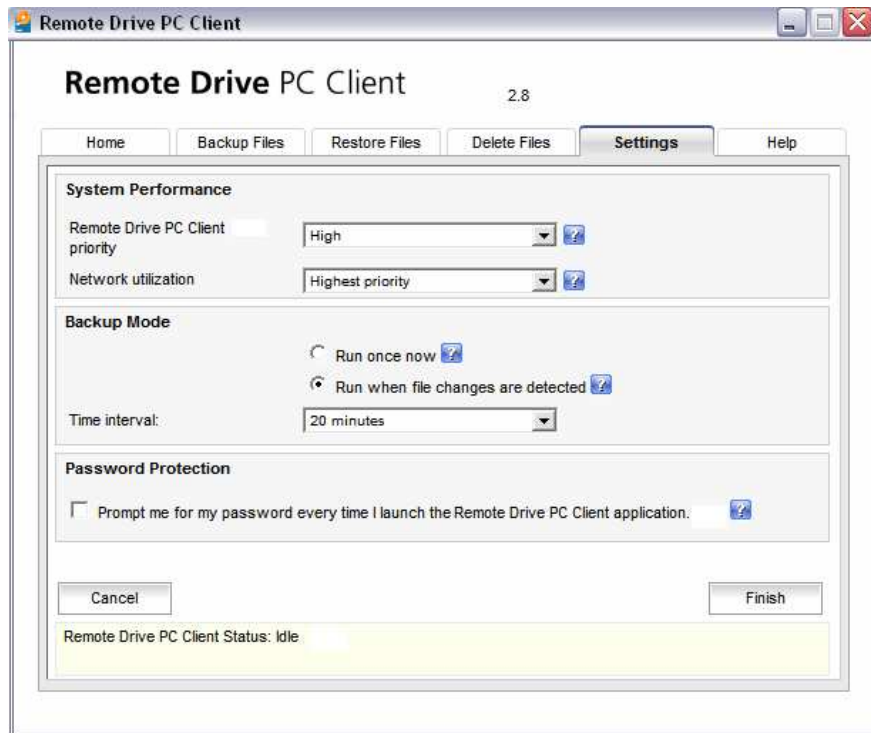 Remote Drive PC Client
Remote Drive PC Client 2.8
Home Backup Files Restore Files Delete Files Settings Help
System Performance
Remote Drive PC Client
priority
High ?
Network utilization Highest priority ?
Backup Mode
Run once now ?
Run when file changes are detected ?
Time interval: 20 minutes
Password Protection
Prompt me for my password every time I launch the Remote Drive PC Client application. ?
Cancel Finish
Remote Drive PC Client Status: Idle